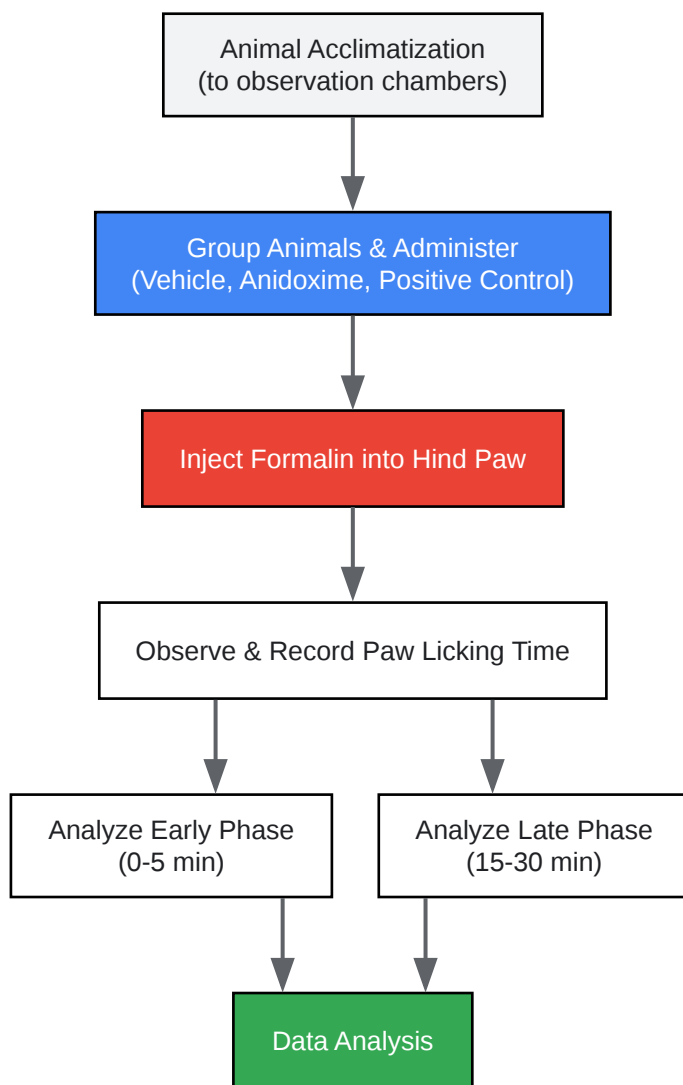 Animal Acclimatization
(to observation chambers)
Group Animals & Administer
(Vehicle, Anidoxime, Positive Control)
Inject Formalin into Hind Paw
Observe & Record Paw Licking Time
Analyze Early Phase
(0-5 min)
Analyze Late Phase
(15-30 min)
Data Analysis